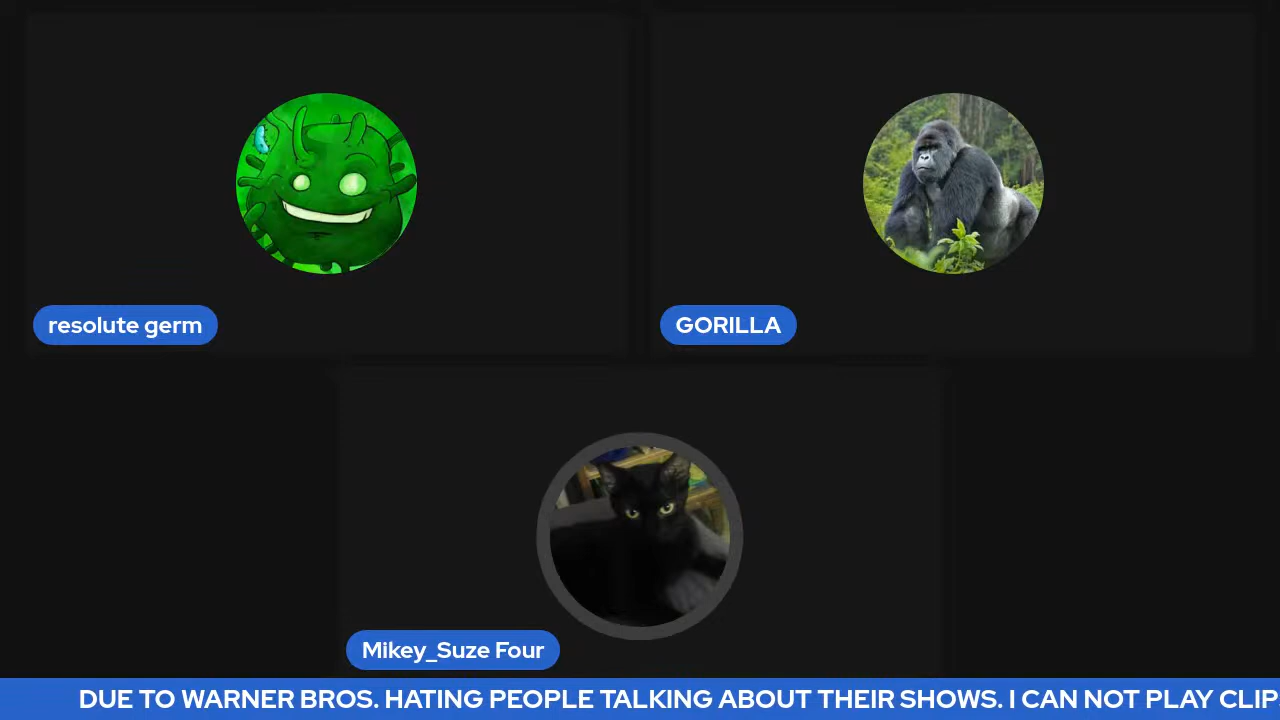 resolute germ
GORILLA
Mikey_Suze Four
DUE TO WARNER BROS. HATING PEOPLE TALKING ABOUT THEIR SHOWS. I CAN NOT PLAY CLIP